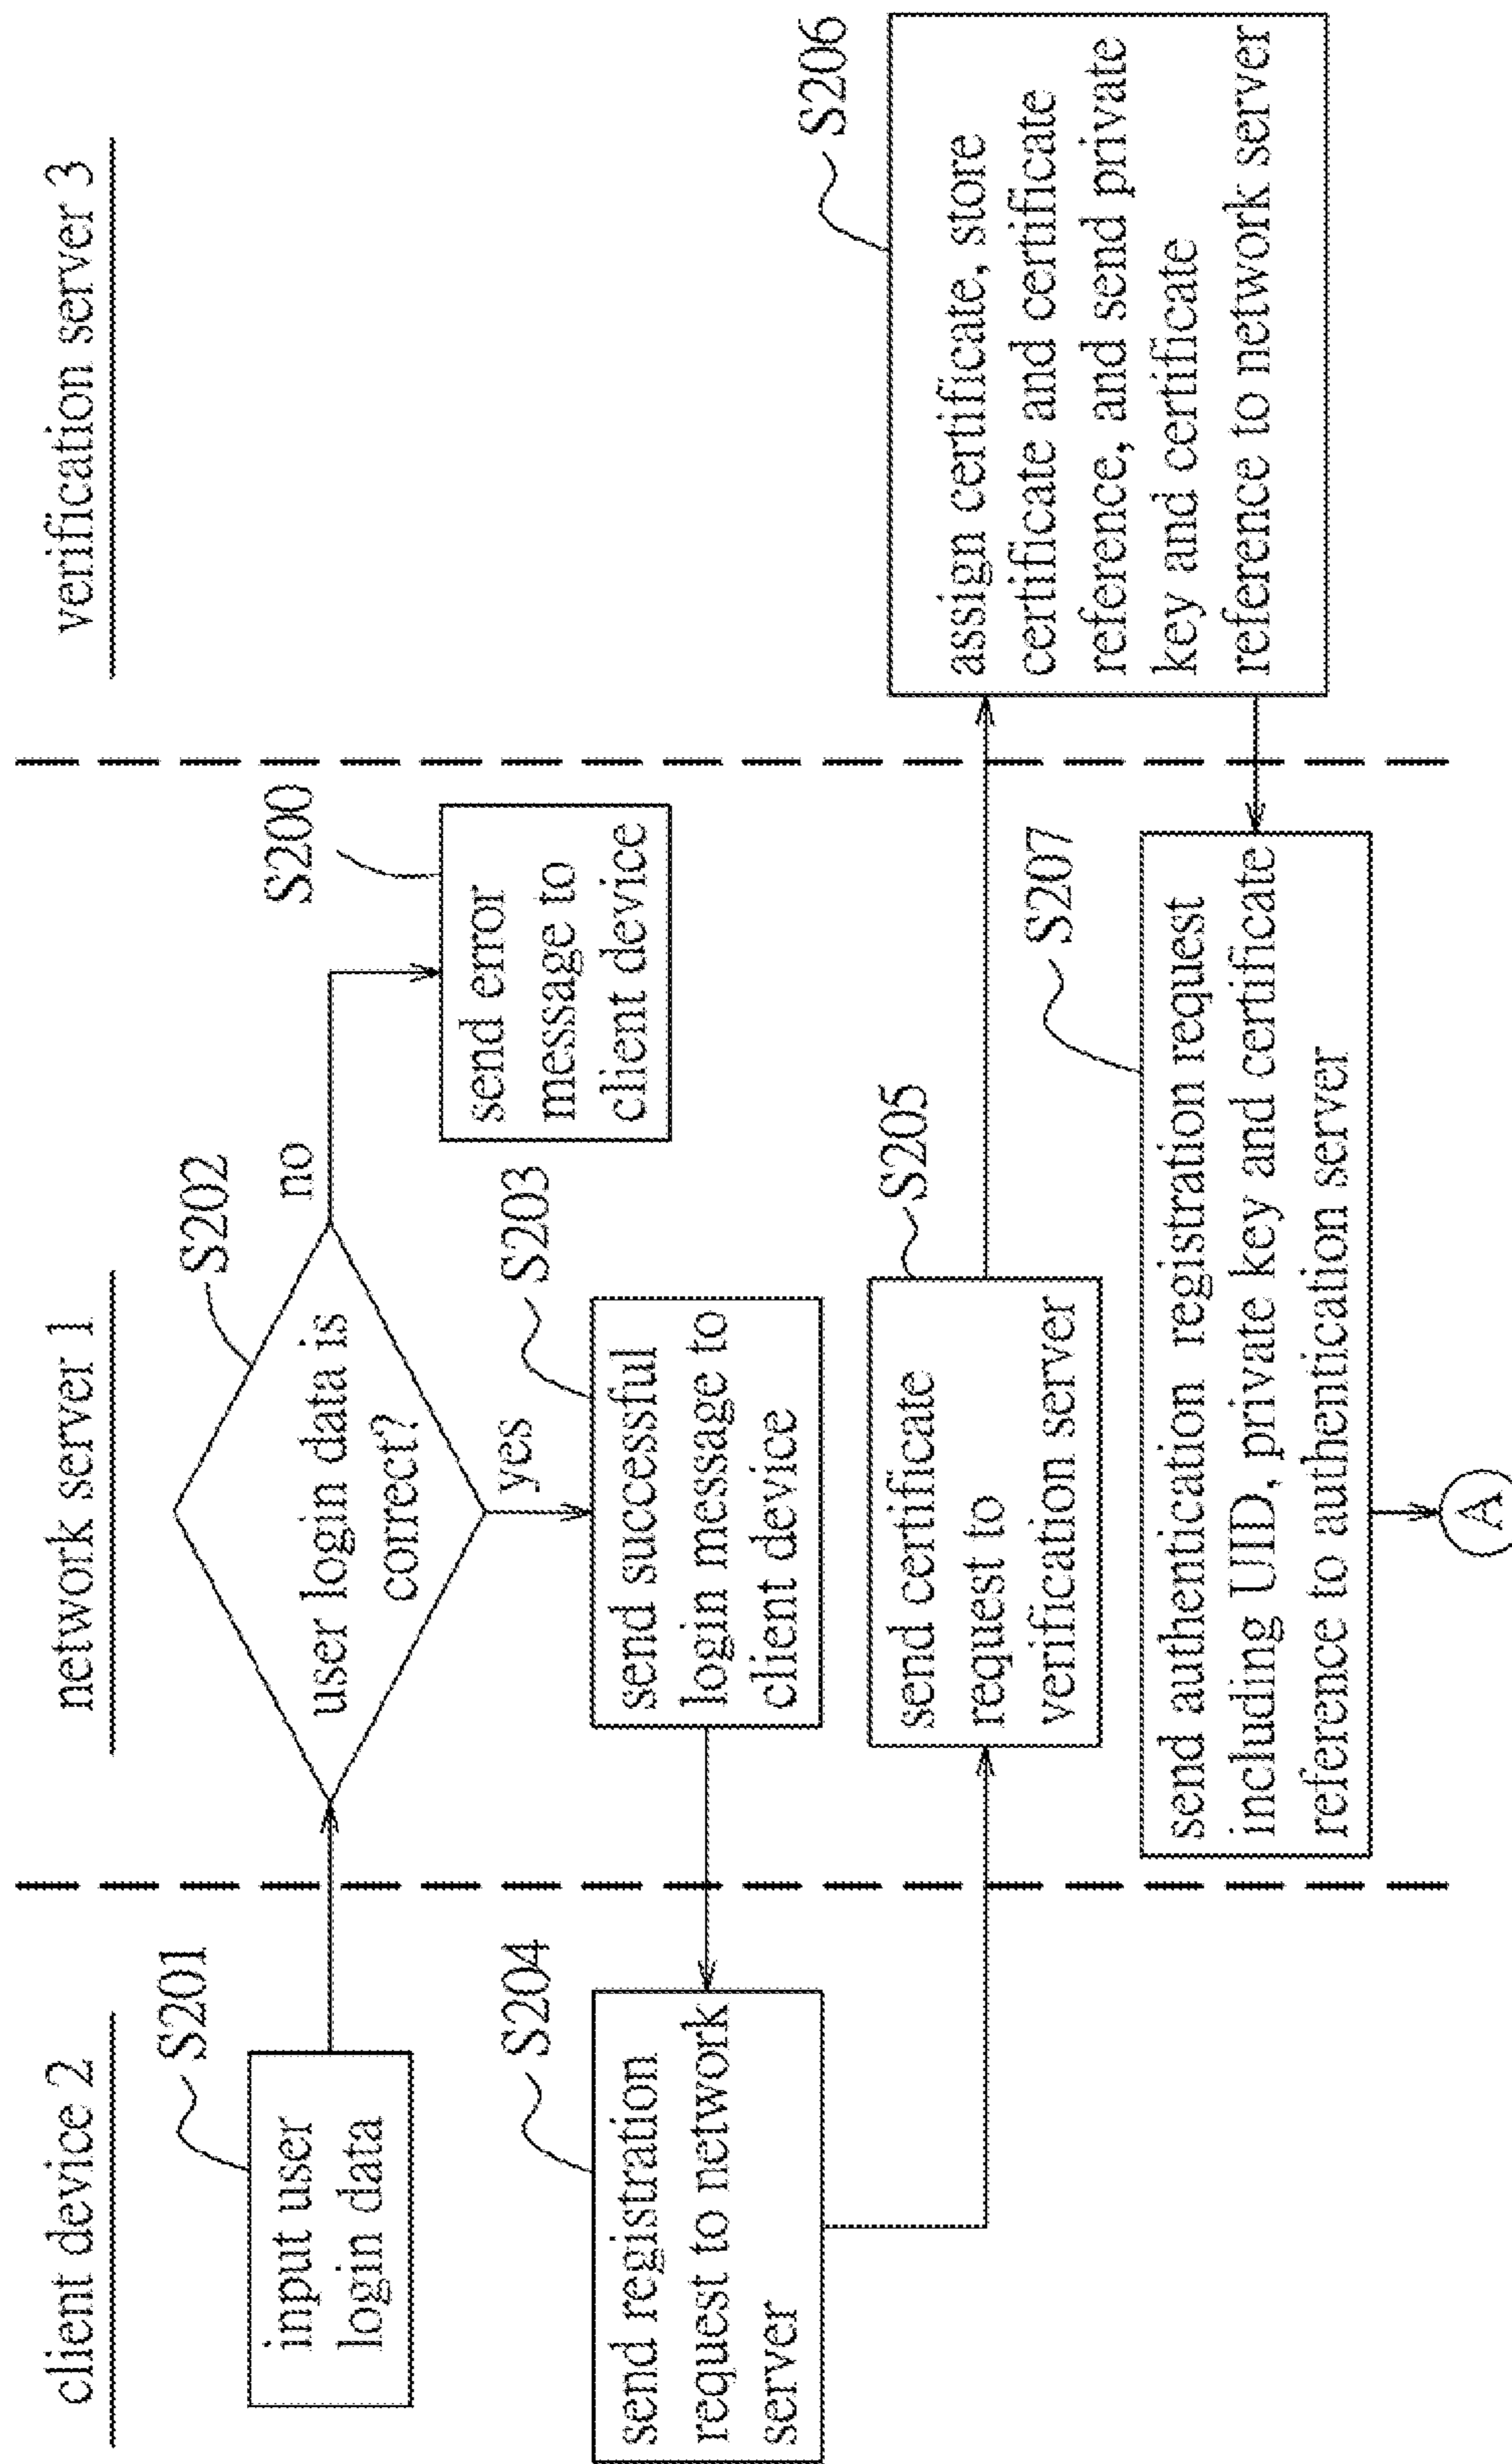 client device 2
network server 1
verification server 3
S201
input user
login data
S202
user login data is
correct?
no
yes
S200
send error
message to
client device
S203
send successful
login message to
client device
S204
send registration
request to network
server
S205
send certificate
request to
verification server
S206
assign certificate, store
certificate and certificate
reference, and send private
key and certificate
reference to network server
S207
send authentication registration request
including UID, private key and certificate
reference to authentication server
A